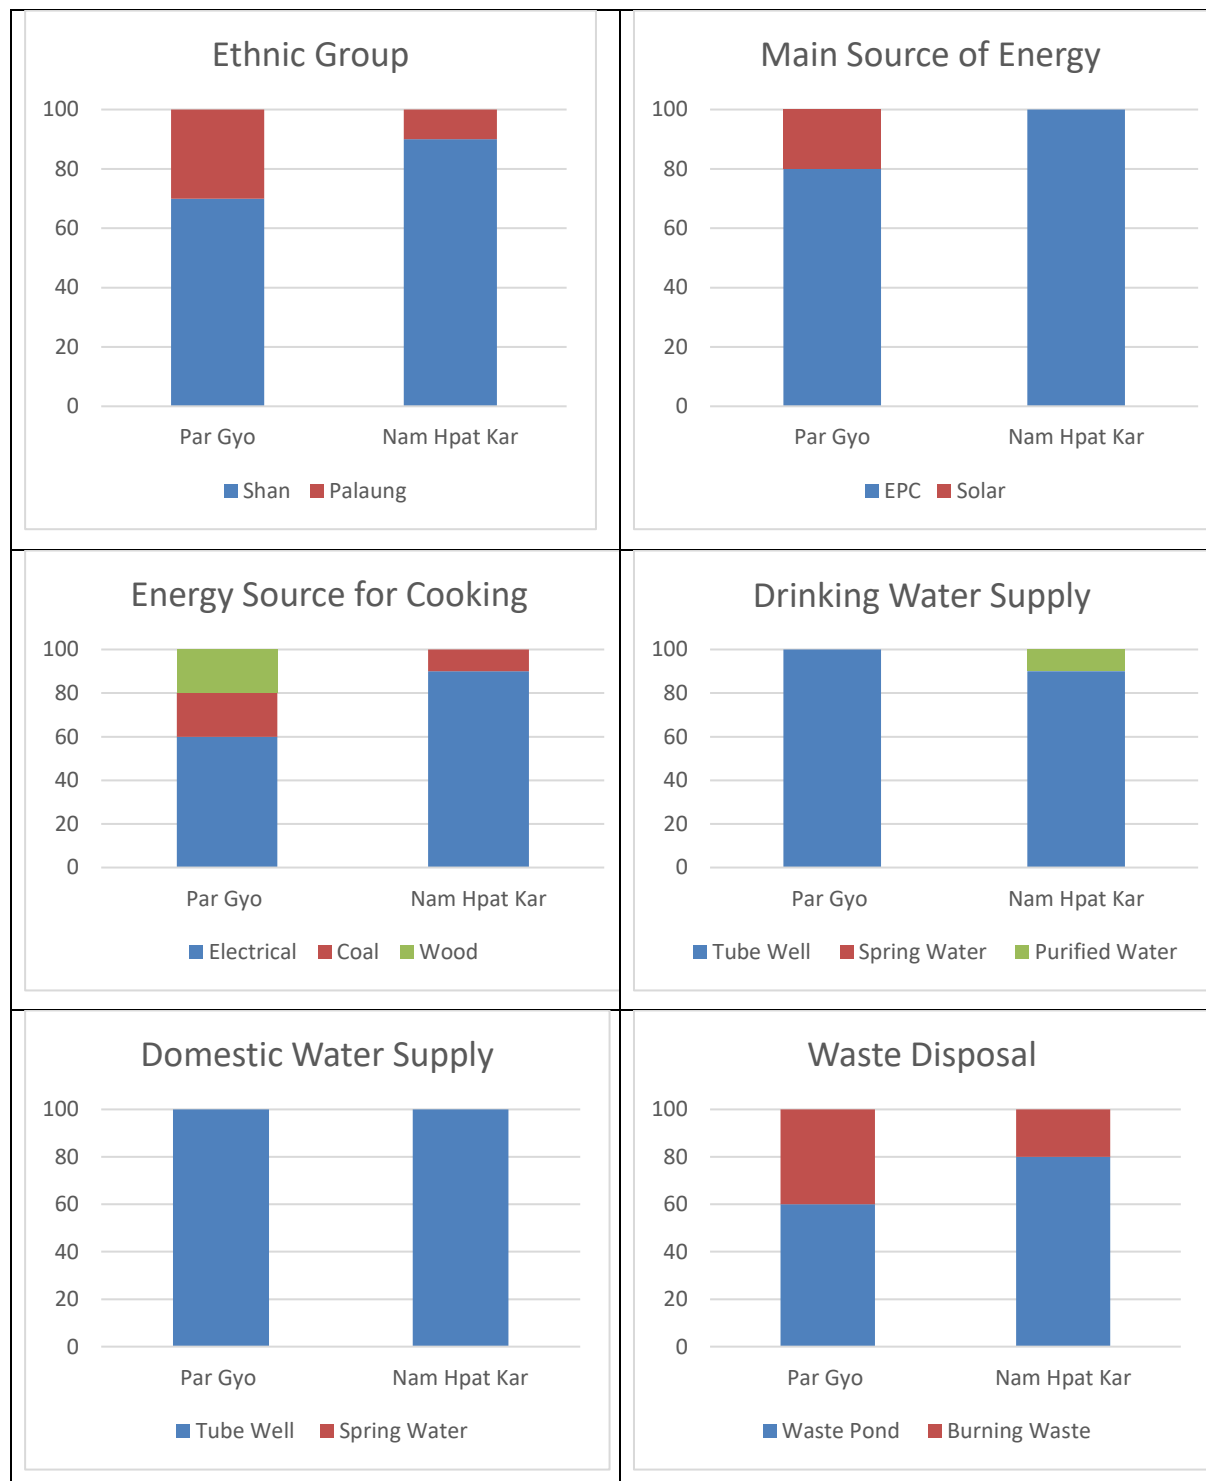 Ethnic Group
100
80
60
40
20
0
Par Gyo Nam Hpat Kar
Shan Palaung
Main Source of Energy
100
80
60
40
20
0
Par Gyo Nam Hpat Kar
EPC Solar
Energy Source for Cooking
100
80
60
40
20
0
Par Gyo Nam Hpat Kar
Electrical Coal Wood
Drinking Water Supply
100
80
60
40
20
0
Par Gyo Nam Hpat Kar
Tube Well Spring Water Purified Water
Domestic Water Supply
100
80
60
40
20
0
Par Gyo Nam Hpat Kar
Tube Well Spring Water
Waste Disposal
100
80
60
40
20
0
Par Gyo Nam Hpat Kar
Waste Pond Burning Waste